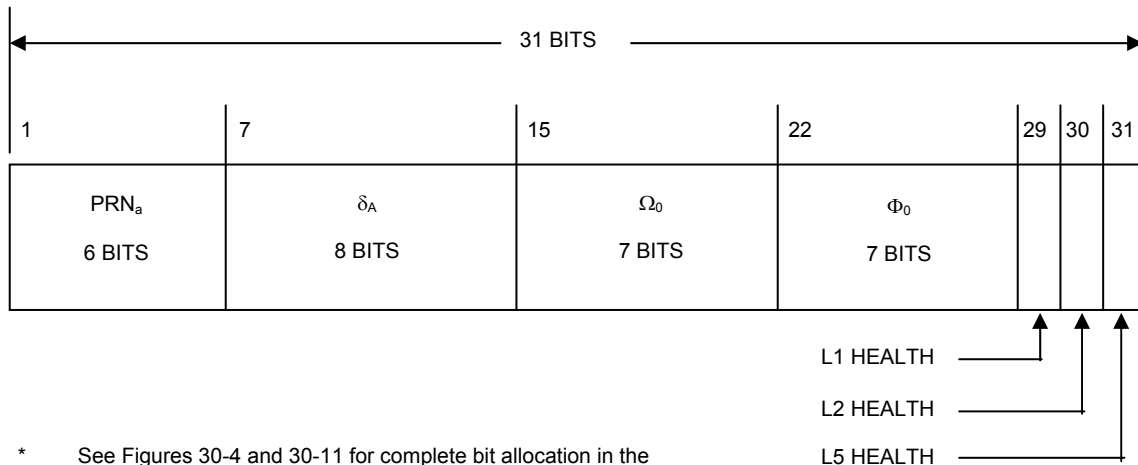 31 BITS
1 7 15 22 29 30 31
PRNₐ δA Ω₀ Φ₀
6 BITS 8 BITS 7 BITS 7 BITS
L1 HEALTH
L2 HEALTH
* See Figures 30-4 and 30-11 for complete bit allocation in the
L5 HEALTH